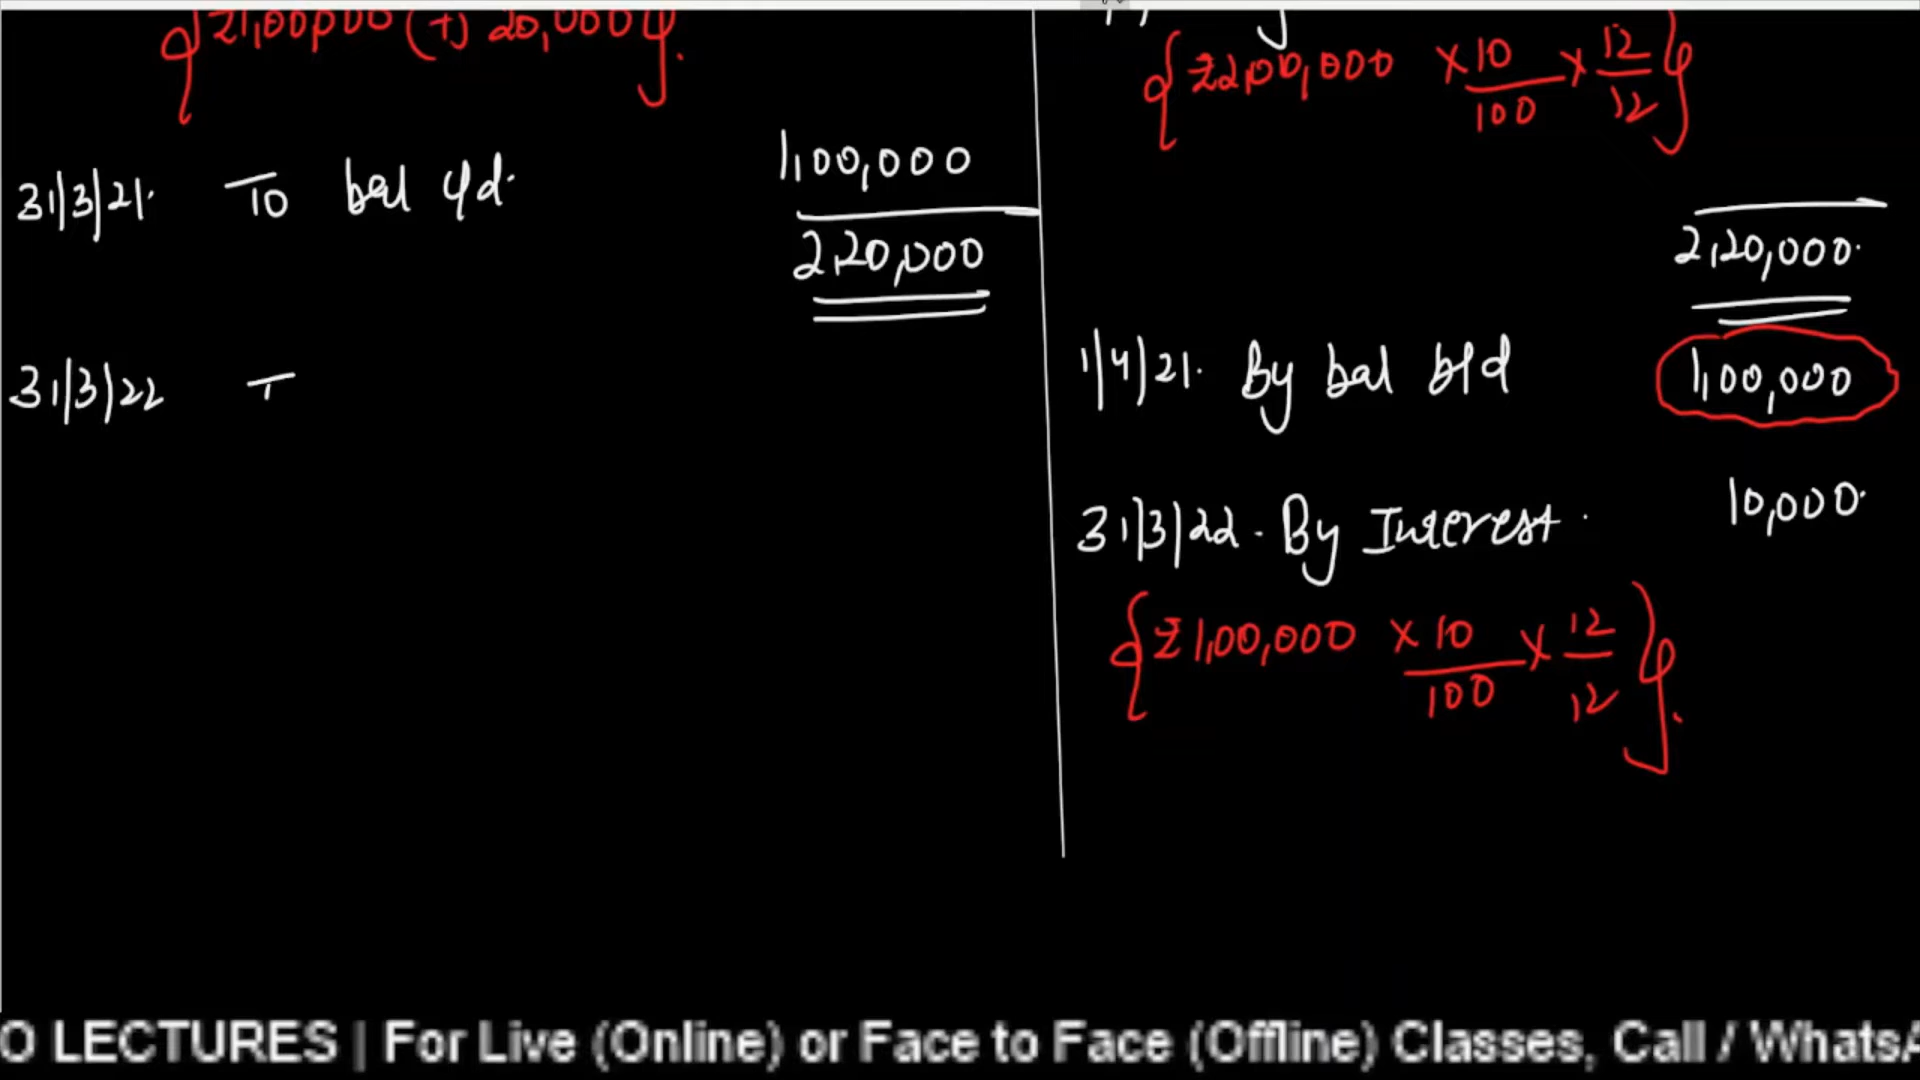 {₹1,00,000 (+) 20,000}.
{₹2,00,000 × 10/100 × 12/12}
31/3/21. To bal c/d. 1,00,000
2,20,000
2,20,000.
1/4/21. By bal b/d 1,00,000
31/3/22 T
31/3/22. By Interest. 10,000.
{₹1,00,000 × 10/100 × 12/12}.
O LECTURES | For Live (Online) or Face to Face (Offline) Classes, Call / WhatsA